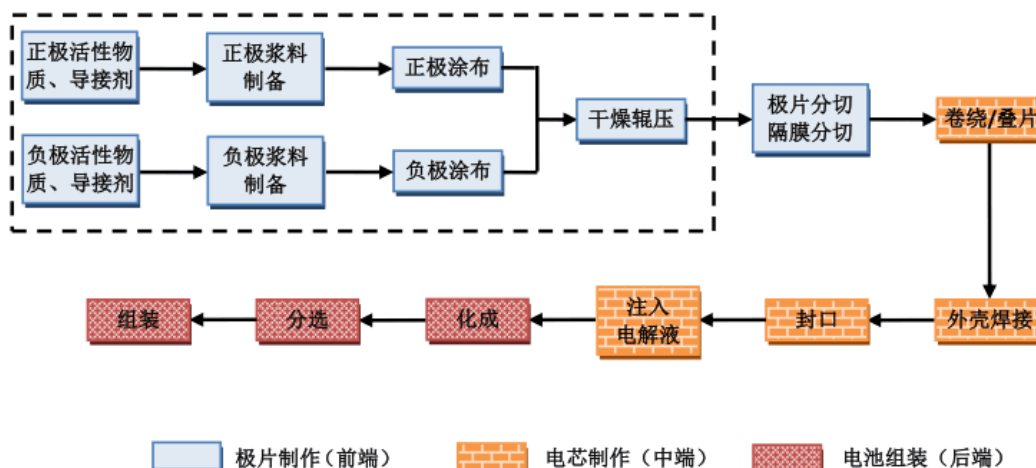 正极活性物
质、导接剂
正极浆料
制备
正极涂布
负极活性物
质、导接剂
负极浆料
制备
负极涂布
干燥辊压
极片分切
隔膜分切
卷绕/叠片
外壳焊接
封口
注入
电解液
化成
分选
组装
极片制作（前端）
电芯制作（中端）
电池组装（后端）